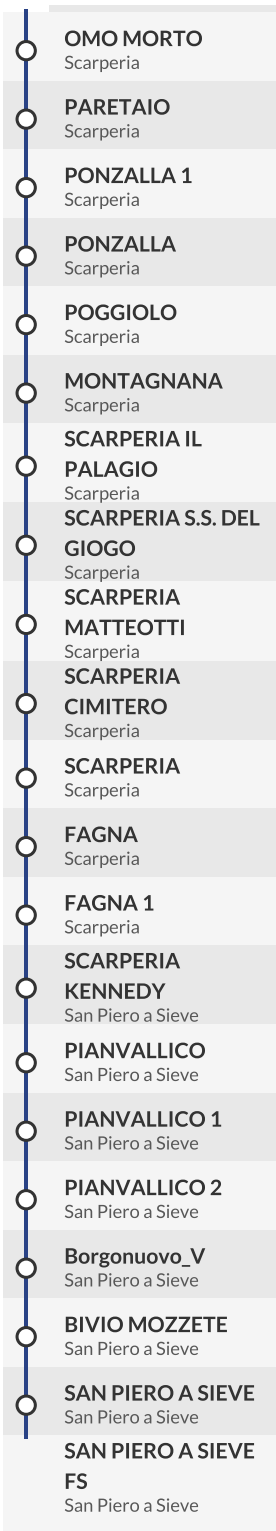 OMO MORTO
Scarperia
PARETAIO
Scarperia
PONZALLA 1
Scarperia
PONZALLA
Scarperia
POGGIOLO
Scarperia
MONTAGNANA
Scarperia
SCARPERIA IL
PALAGIO
Scarperia
SCARPERIA S.S. DEL
GIOGO
Scarperia
SCARPERIA
MATTEOTTI
Scarperia
SCARPERIA
CIMITERO
Scarperia
SCARPERIA
Scarperia
FAGNA
Scarperia
FAGNA 1
Scarperia
SCARPERIA
KENNEDY
San Piero a Sieve
PIANVALLICO
San Piero a Sieve
PIANVALLICO 1
San Piero a Sieve
PIANVALLICO 2
San Piero a Sieve
Borgonuovo_V
San Piero a Sieve
BIVIO MOZZETE
San Piero a Sieve
SAN PIERO A SIEVE
San Piero a Sieve
SAN PIERO A SIEVE
FS
San Piero a Sieve